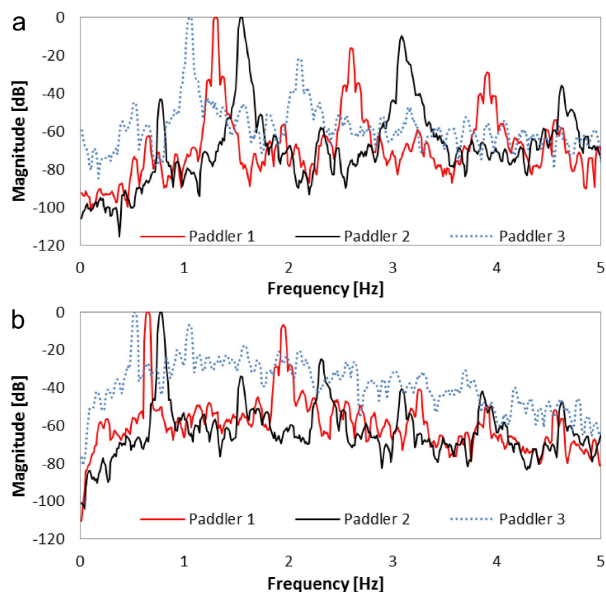 a
Magnitude [dB]
0
-20
-40
-60
-80
-100
-120
Paddler 1 Paddler 2 Paddler 3
0 1 2 3 4 5
Frequency [Hz]
b
Magnitude [dB]
0
-20
-40
-60
-80
-100
-120
Paddler 1 Paddler 2 Paddler 3
0 1 2 3 4 5
Frequency [Hz]